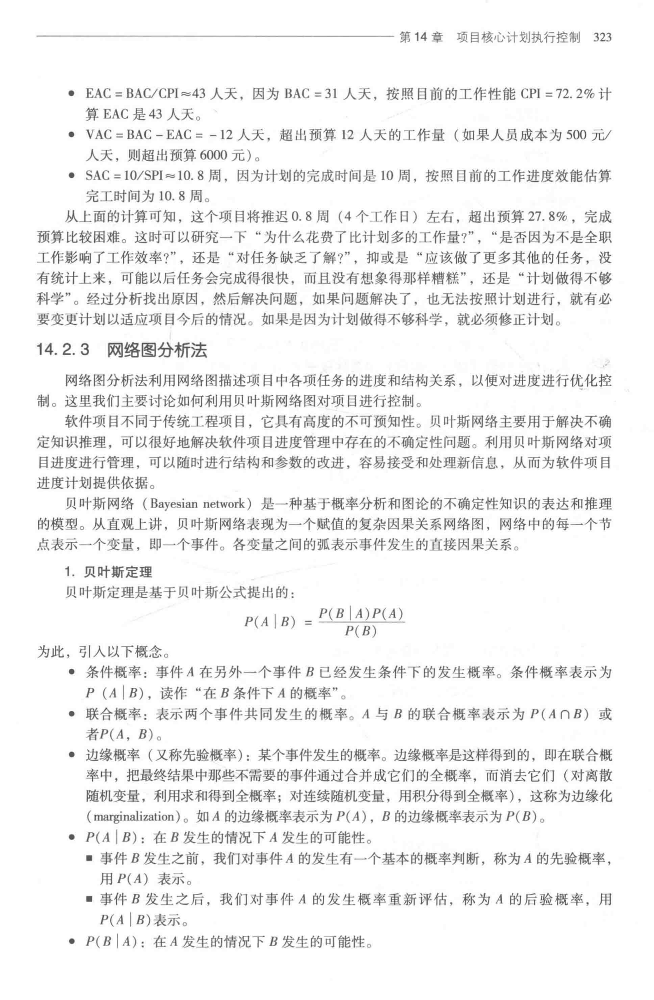 第 14 章　项目核心计划执行控制　323
● EAC = BAC/CPI≈43 人天，因为 BAC = 31 人天，按照目前的工作性能 CPI = 72. 2% 计
算 EAC 是 43 人天。
● VAC = BAC - EAC = - 12 人天，超出预算 12 人天的工作量（如果人员成本为 500 元/
人天，则超出预算 6000 元）。
● SAC = 10/SPI≈10. 8 周，因为计划的完成时间是 10 周，按照目前的工作进度效能估算
完工时间为 10. 8 周。
从上面的计算可知，这个项目将推迟 0. 8 周（4 个工作日）左右，超出预算 27. 8%，完成
预算比较困难。这时可以研究一下“为什么花费了比计划多的工作量?”，“是否因为不是全职
工作影响了工作效率?”，还是“对任务缺乏了解?”，抑或是“应该做了更多其他的任务，没
有统计上来，可能以后任务会完成得很快，而且没有想象得那样糟糕”，还是“计划做得不够
科学”。经过分析找出原因，然后解决问题，如果问题解决了，也无法按照计划进行，就有必
要变更计划以适应项目今后的情况。如果是因为计划做得不够科学，就必须修正计划。
14. 2. 3　网络图分析法
网络图分析法利用网络图描述项目中各项任务的进度和结构关系，以便对进度进行优化控
制。这里我们主要讨论如何利用贝叶斯网络图对项目进行控制。
软件项目不同于传统工程项目，它具有高度的不可预知性。贝叶斯网络主要用于解决不确
定知识推理，可以很好地解决软件项目进度管理中存在的不确定性问题。利用贝叶斯网络对项
目进度进行管理，可以随时进行结构和参数的改进，容易接受和处理新信息，从而为软件项目
进度计划提供依据。
贝叶斯网络（Bayesian network）是一种基于概率分析和图论的不确定性知识的表达和推理
的模型。从直观上讲，贝叶斯网络表现为一个赋值的复杂因果关系网络图，网络中的每一个节
点表示一个变量，即一个事件。各变量之间的弧表示事件发生的直接因果关系。
1. 贝叶斯定理
贝叶斯定理是基于贝叶斯公式提出的：
P(A | B) = P(B | A)P(A) / P(B)
为此，引入以下概念。
● 条件概率：事件 A 在另外一个事件 B 已经发生条件下的发生概率。条件概率表示为
P（A | B），读作“在 B 条件下 A 的概率”。
● 联合概率：表示两个事件共同发生的概率。A 与 B 的联合概率表示为 P(A∩B) 或
者P(A，B)。
● 边缘概率（又称先验概率）：某个事件发生的概率。边缘概率是这样得到的，即在联合概
率中，把最终结果中那些不需要的事件通过合并成它们的全概率，而消去它们（对离散
随机变量，利用求和得到全概率；对连续随机变量，用积分得到全概率），这称为边缘化
（marginalization）。如 A 的边缘概率表示为 P(A)，B 的边缘概率表示为 P(B)。
● P(A | B)：在 B 发生的情况下 A 发生的可能性。
■ 事件 B 发生之前，我们对事件 A 的发生有一个基本的概率判断，称为 A 的先验概率，
用 P(A) 表示。
■ 事件 B 发生之后，我们对事件 A 的发生概率重新评估，称为 A 的后验概率，用
P(A | B)表示。
● P(B | A)：在 A 发生的情况下 B 发生的可能性。